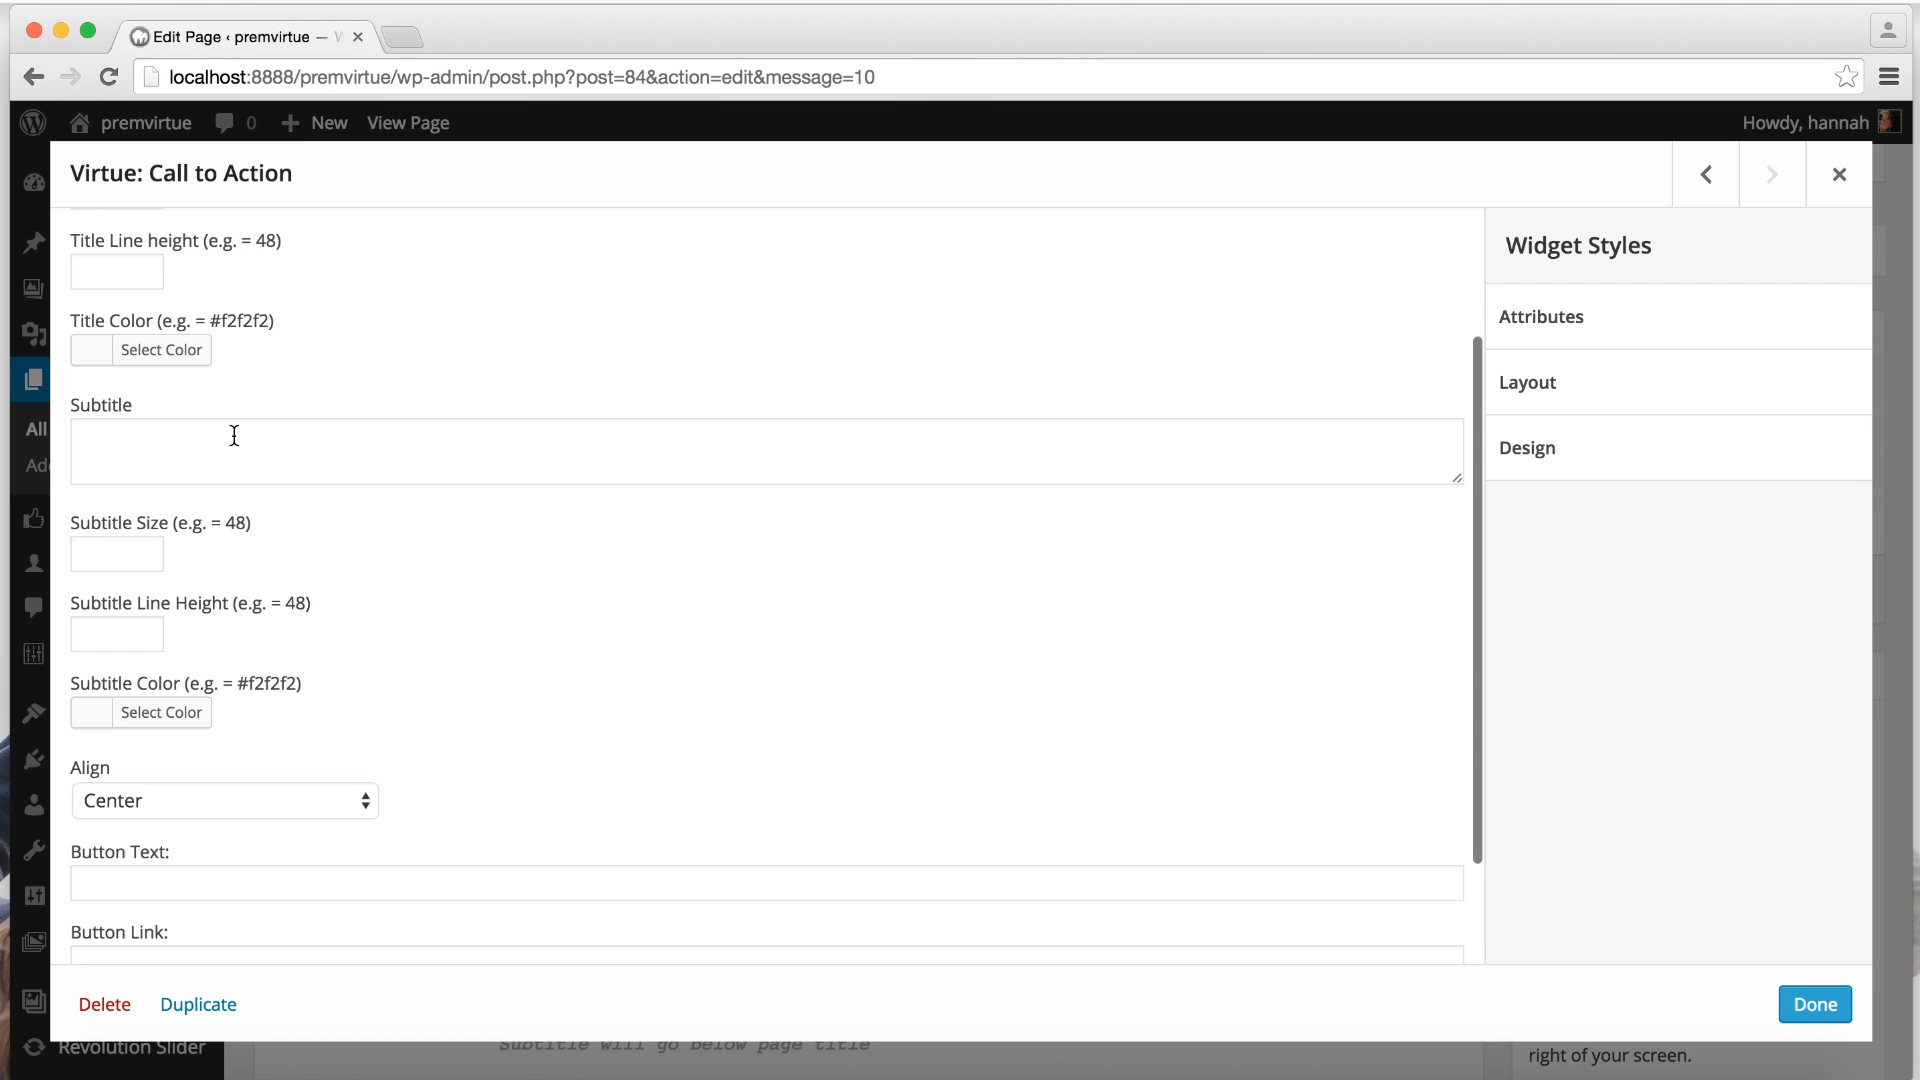 Edit Page ‹ premvirtue — W
localhost:8888/premvirtue/wp-admin/post.php?post=84&action=edit&message=10
premvirtue 0 New View Page Howdy, hannah
Virtue: Call to Action
Title Line height (e.g. = 48)
Title Color (e.g. = #f2f2f2)
Select Color
Subtitle
Subtitle Size (e.g. = 48)
Subtitle Line Height (e.g. = 48)
Subtitle Color (e.g. = #f2f2f2)
Select Color
Align
Center
Button Text:
Button Link:
Widget Styles
Attributes
Layout
Design
All
Ad
Delete Duplicate Done
Revolution Slider
Subtitle will go below page title
right of your screen.